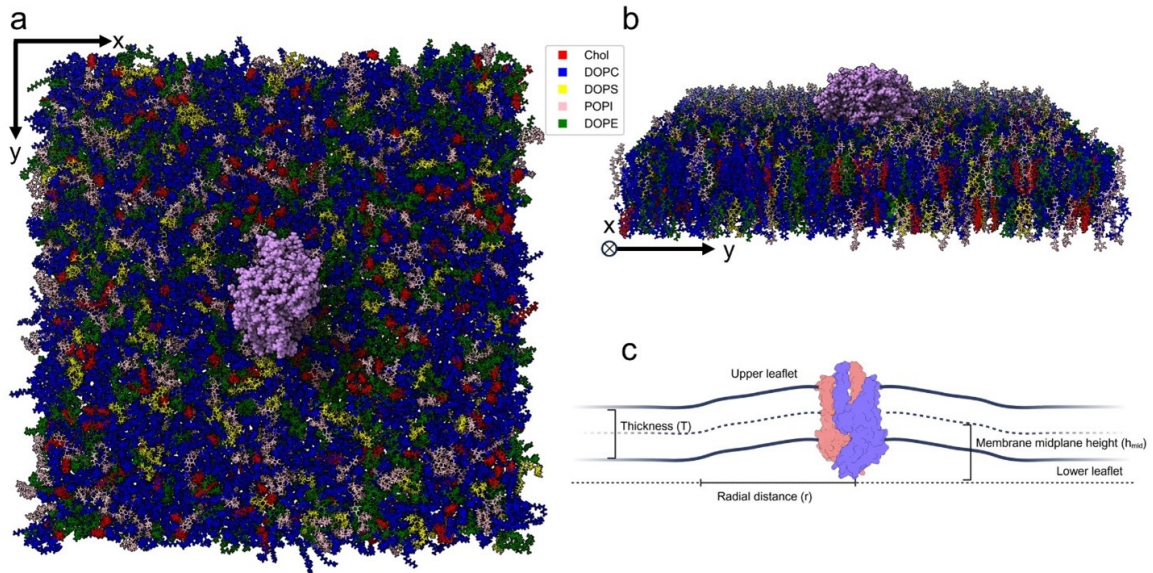 a
x
y
Chol
DOPC
DOPS
POPI
DOPE
b
x
y
c
Upper leaflet
Thickness (T)
Membrane midplane height (hmid)
Lower leaflet
Radial distance (r)